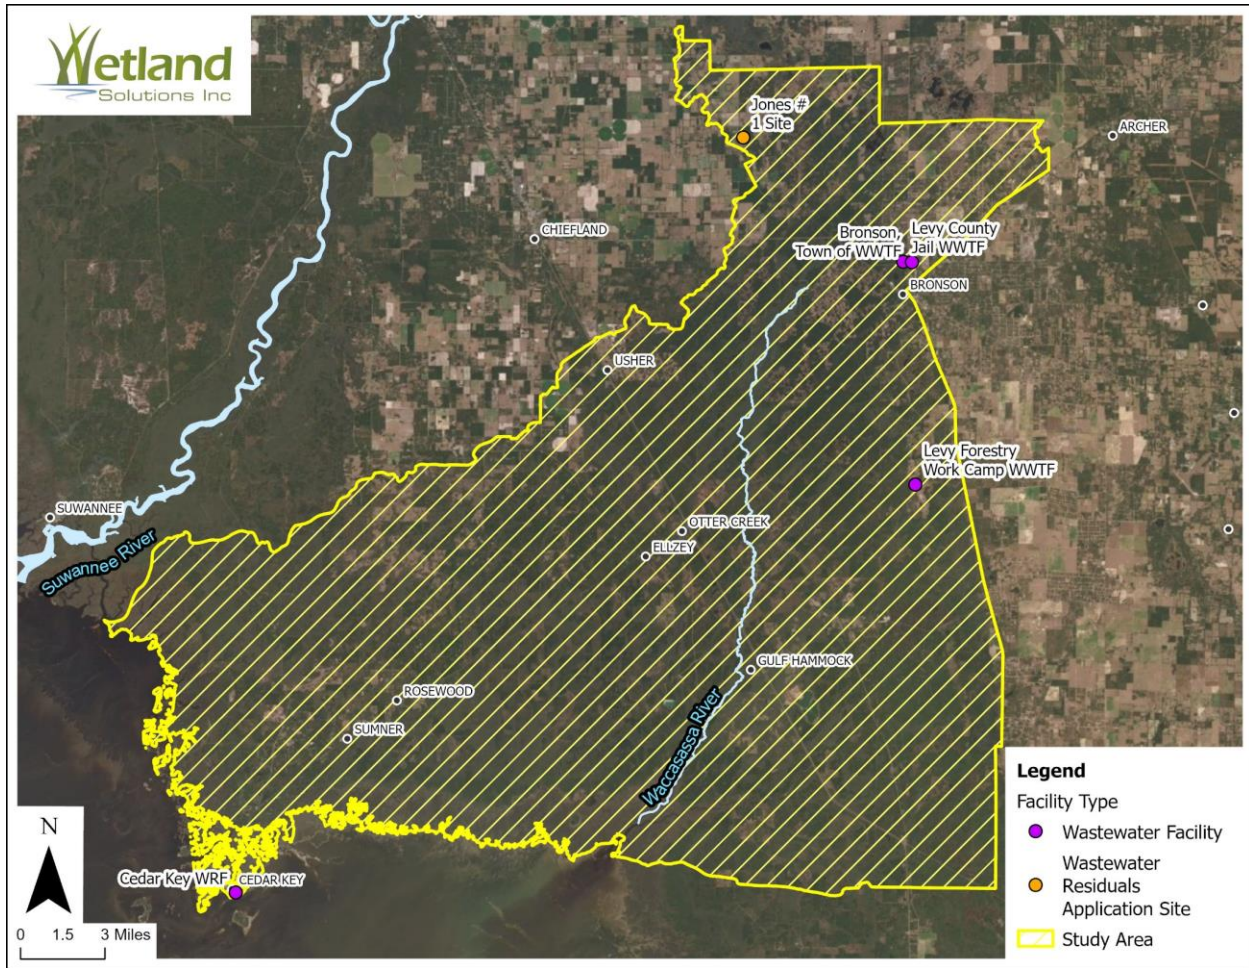 Wetland
Solutions Inc
Jones #
1 Site
ARCHER
CHIEFLAND
Bronson,
Town of WWTF
Levy County
Jail WWTF
BRONSON
USHER
Levy Forestry
Work Camp WWTF
SUWANNEE
Suwannee River
OTTER CREEK
ELLZEY
GULF HAMMOCK
ROSEWOOD
SUMNER
Waccasassa River
Cedar Key WRF
CEDAR KEY
N
0 1.5 3 Miles
Legend
Facility Type
Wastewater Facility
Wastewater
Residuals
Application Site
Study Area